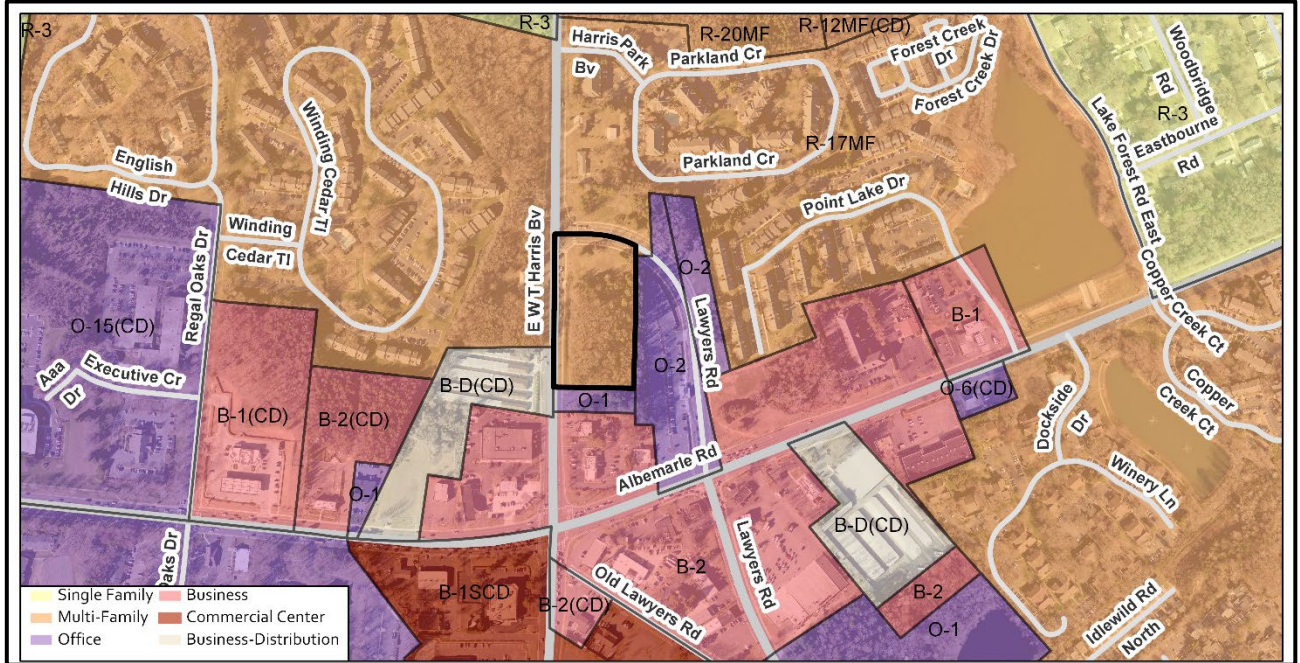 R-3
R-3
R-20MF
R-12MF(CD)
Harris Park
Bv
Parkland Cr
Forest Creek
Dr
Forest Creek Dr
Woodbridge
Rd
R-3
Eastbourne
Rd
Lake Forest Rd East
Winding Cedar Tl
Parkland Cr
R-17MF
English
Hills Dr
Point Lake Dr
Winding
Cedar Tl
Regal Oaks Dr
E W T Harris Bv
O-2
Lawyers Rd
Copper Creek Ct
O-15(CD)
B-1
Aaa
Dr
Executive Cr
B-D(CD)
O-2
O-6(CD)
Copper
Creek Ct
B-1(CD)
B-2(CD)
O-1
Dockside
Dr
Albemarle Rd
O-1
Winery Ln
B-D(CD)
Lawyers Rd
Oaks Dr
B-1SCD
B-2(CD)
Old Lawyers Rd
B-2
B-2
O-1
Idlewild Rd
North
Single Family
Business
Multi-Family
Commercial Center
Office
Business-Distribution